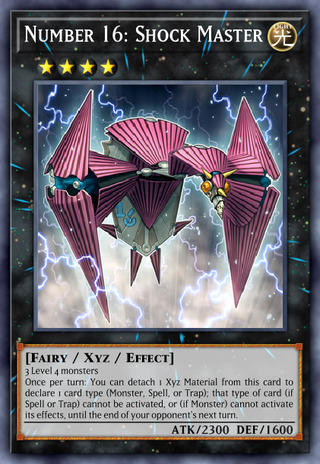 Number 16: Shock Master
LIGHT
光
16
[Fairy / Xyz / Effect]
3 Level 4 monsters
Once per turn: You can detach 1 Xyz Material from this card to
declare 1 card type (Monster, Spell, or Trap); that type of card (if
Spell or Trap) cannot be activated, or (if Monster) cannot activate
its effects, until the end of your opponent's next turn.
ATK/2300 DEF/1600